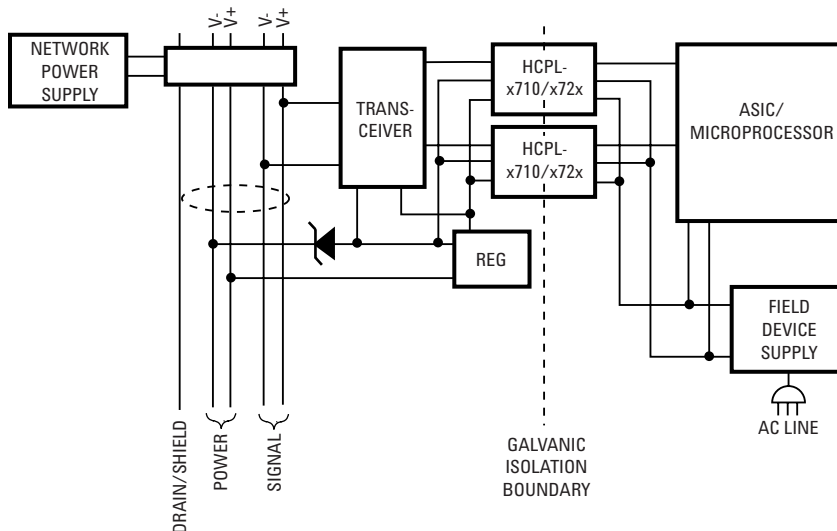 V-
V+
V-
V+
NETWORK
POWER
SUPPLY
TRANS-
CEIVER
HCPL-
x710/x72x
HCPL-
x710/x72x
ASIC/
MICROPROCESSOR
REG
FIELD
DEVICE
SUPPLY
AC LINE
DRAIN/SHIELD
POWER
SIGNAL
GALVANIC
ISOLATION
BOUNDARY